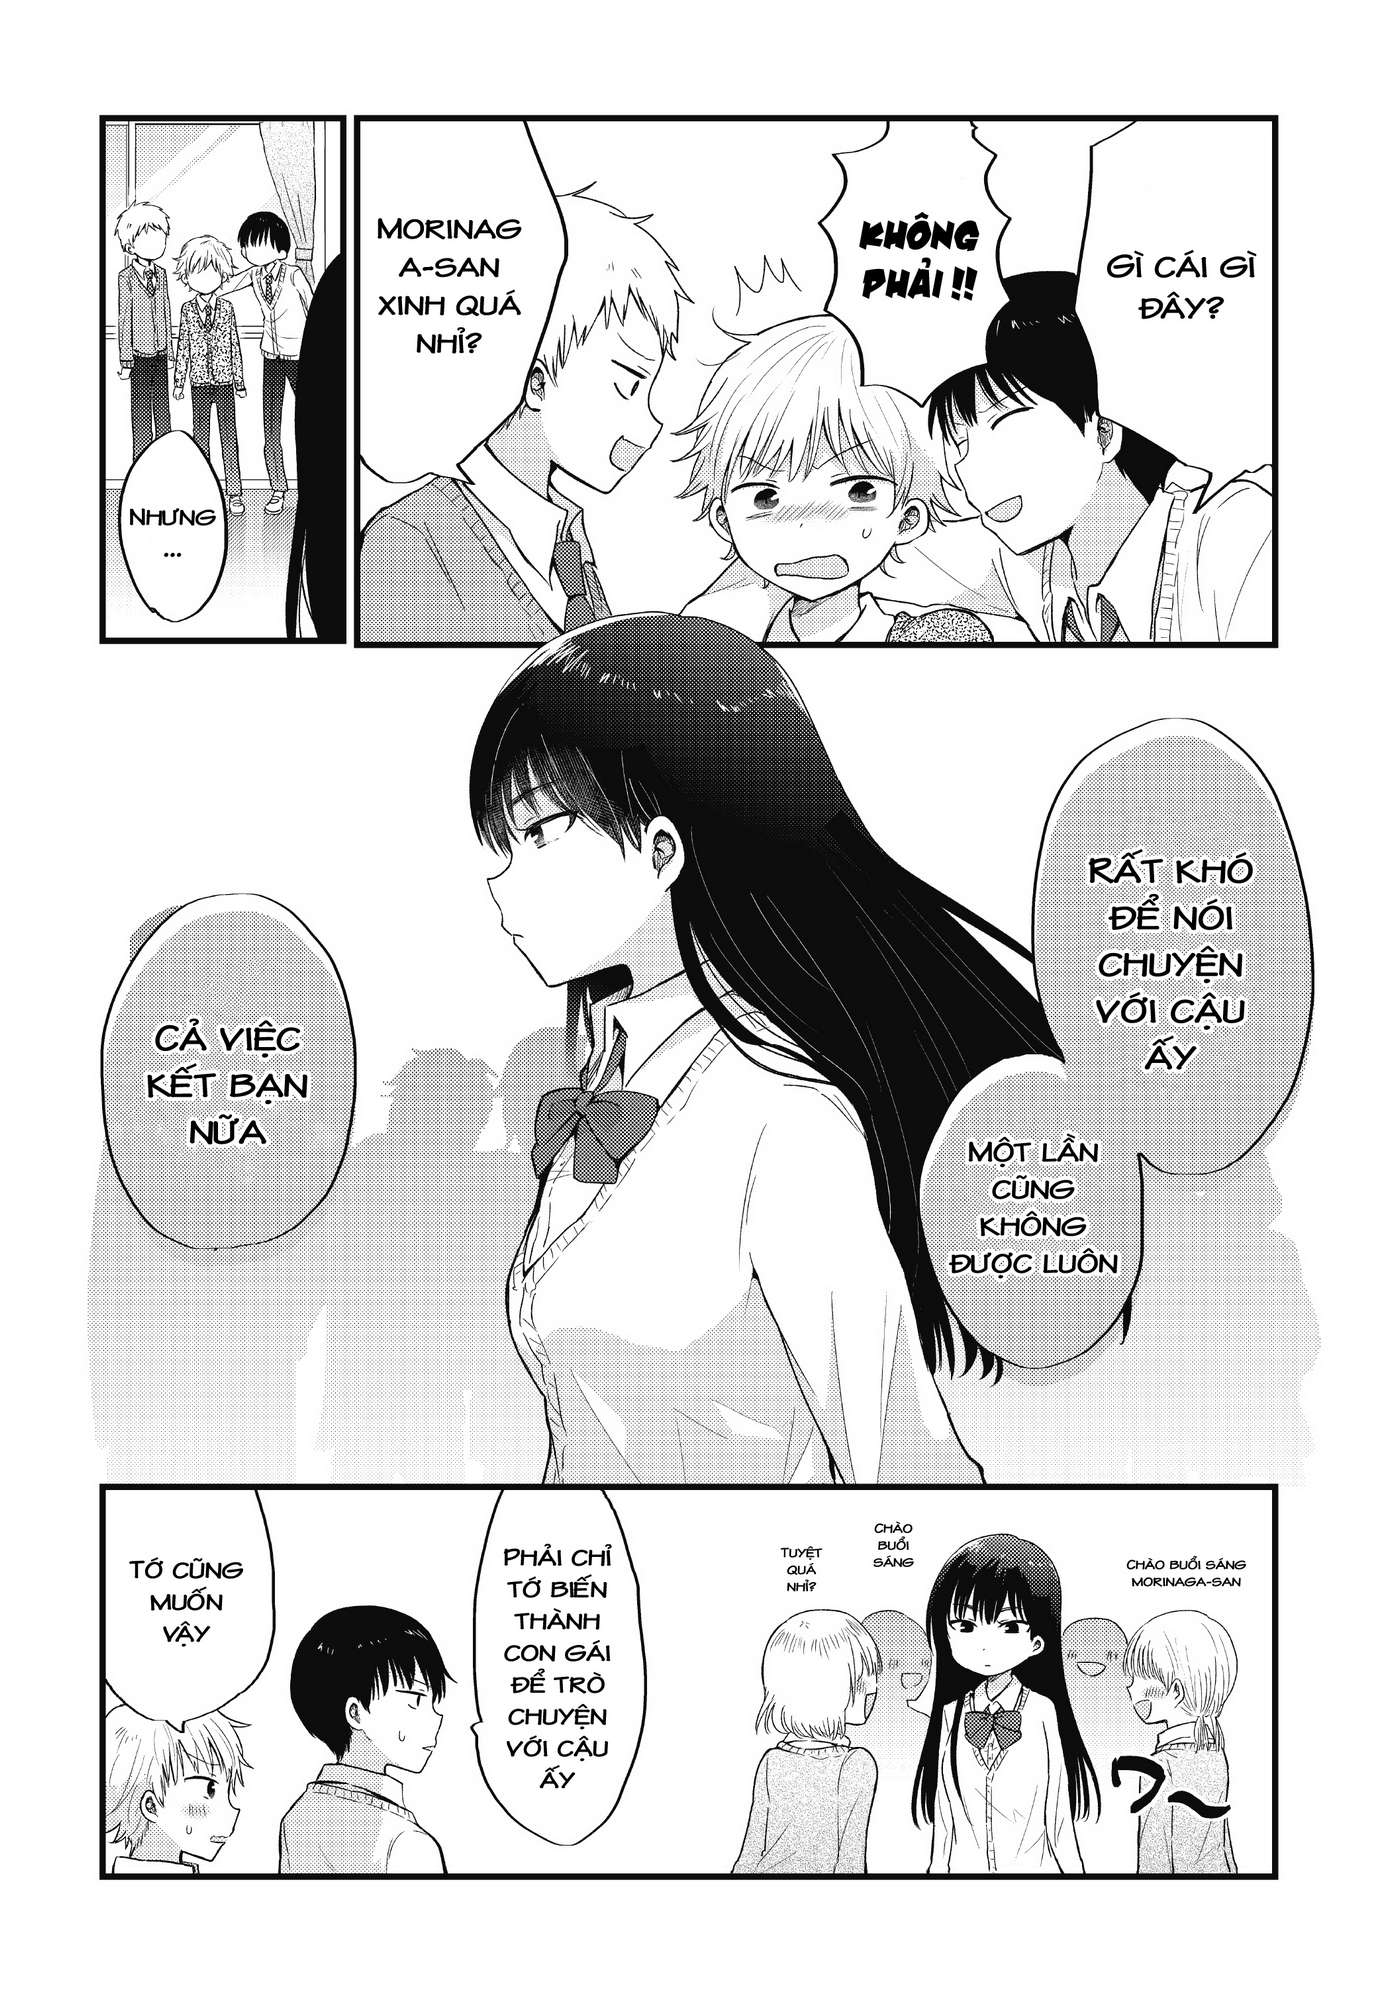 GÌ CÁI GÌ
ĐÂY?
KHÔNG
PHẢI !!
MORINAG
A-SAN
XINH QUÁ
NHỈ?
NHƯNG
...
RẤT KHÓ
ĐỂ NÓI
CHUYỆN
VỚI CẬU
ẤY
MỘT LẦN
CŨNG
KHÔNG
ĐƯỢC LUÔN
CẢ VIỆC
KẾT BẠN
NỮA
CHÀO BUỔI SÁNG
MORINAGA-SAN
CHÀO
BUỔI
SÁNG
TUYỆT
QUÁ
NHỈ?
ワ〜
PHẢI CHI
TỚ BIẾN
THÀNH
CON GÁI
ĐỂ TRÒ
CHUYỆN
VỚI CẬU
ẤY
TỚ CŨNG
MUỐN
VẬY